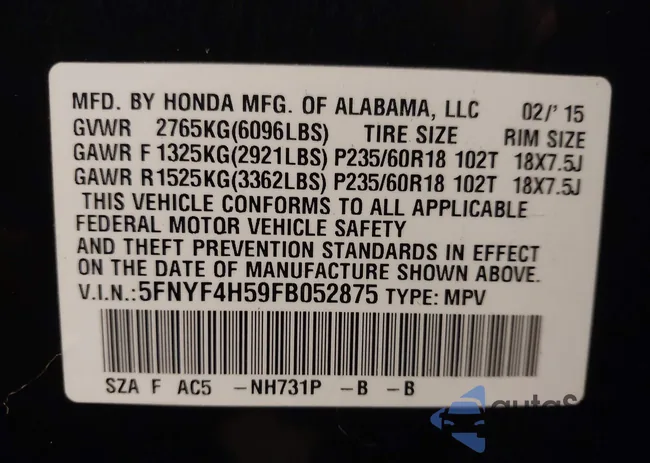 MFD. BY HONDA MFG. OF ALABAMA, LLC 02/'15
GVWR 2765KG(6096LBS) TIRE SIZE RIM SIZE
GAWR F 1325KG(2921LBS) P235/60R18 102T 18X7.5J
GAWR R1525KG(3362LBS) P235/60R18 102T 18X7.5J
THIS VEHICLE CONFORMS TO ALL APPLICABLE
FEDERAL MOTOR VEHICLE SAFETY
AND THEFT PREVENTION STANDARDS IN EFFECT
ON THE DATE OF MANUFACTURE SHOWN ABOVE.
V.I.N.:5FNYF4H59FB052875 TYPE: MPV
SZA F AC5 -NH731P -B -B